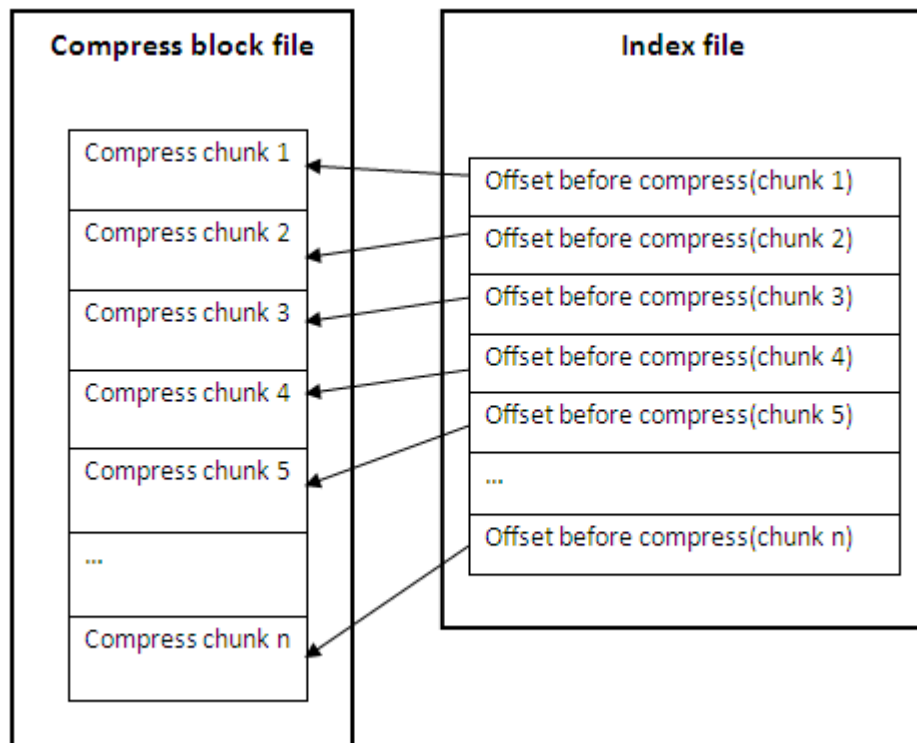 Compress block file
Compress chunk 1
Compress chunk 2
Compress chunk 3
Compress chunk 4
Compress chunk 5
...
Compress chunk n
Index file
Offset before compress(chunk 1)
Offset before compress(chunk 2)
Offset before compress(chunk 3)
Offset before compress(chunk 4)
Offset before compress(chunk 5)
...
Offset before compress(chunk n)